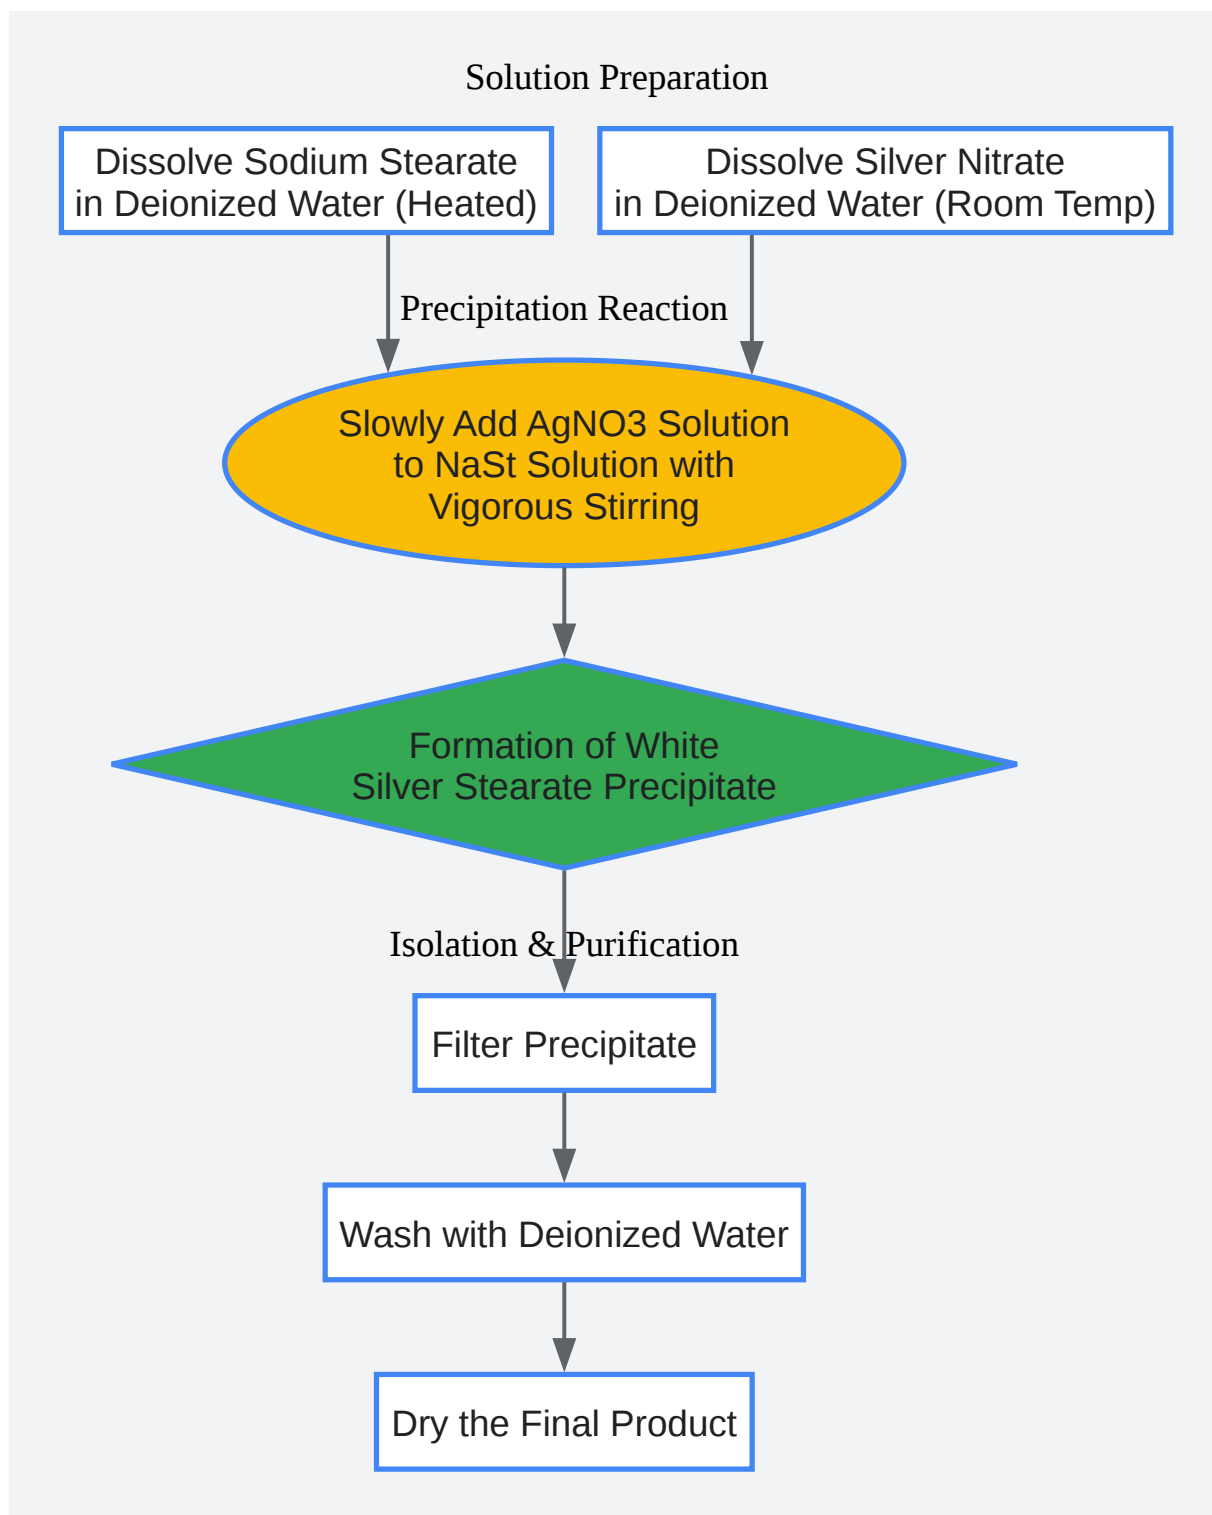 Solution Preparation
Dissolve Sodium Stearate
in Deionized Water (Heated)
Dissolve Silver Nitrate
in Deionized Water (Room Temp)
Precipitation Reaction
Slowly Add AgNO3 Solution
to NaSt Solution with
Vigorous Stirring
Formation of White
Silver Stearate Precipitate
Isolation & Purification
Filter Precipitate
Wash with Deionized Water
Dry the Final Product